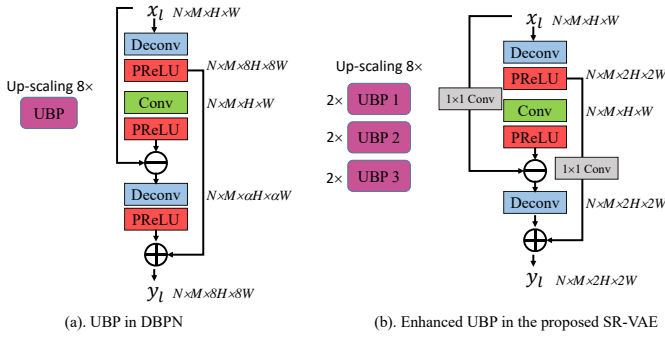 x_l N×M×H×W
Deconv
PReLU N×M×8H×8W
Up-scaling 8×
UBP
Conv N×M×H×W
PReLU
Deconv N×M×αH×αW
PReLU
y_l N×M×8H×8W
(a). UBP in DBPN
x_l N×M×H×W
Deconv
Up-scaling 8×
PReLU N×M×2H×2W
2× UBP 1
1×1 Conv
Conv N×M×H×W
2× UBP 2
PReLU
1×1 Conv
2× UBP 3
Deconv N×M×2H×2W
y_l N×M×2H×2W
(b). Enhanced UBP in the proposed SR-VAE